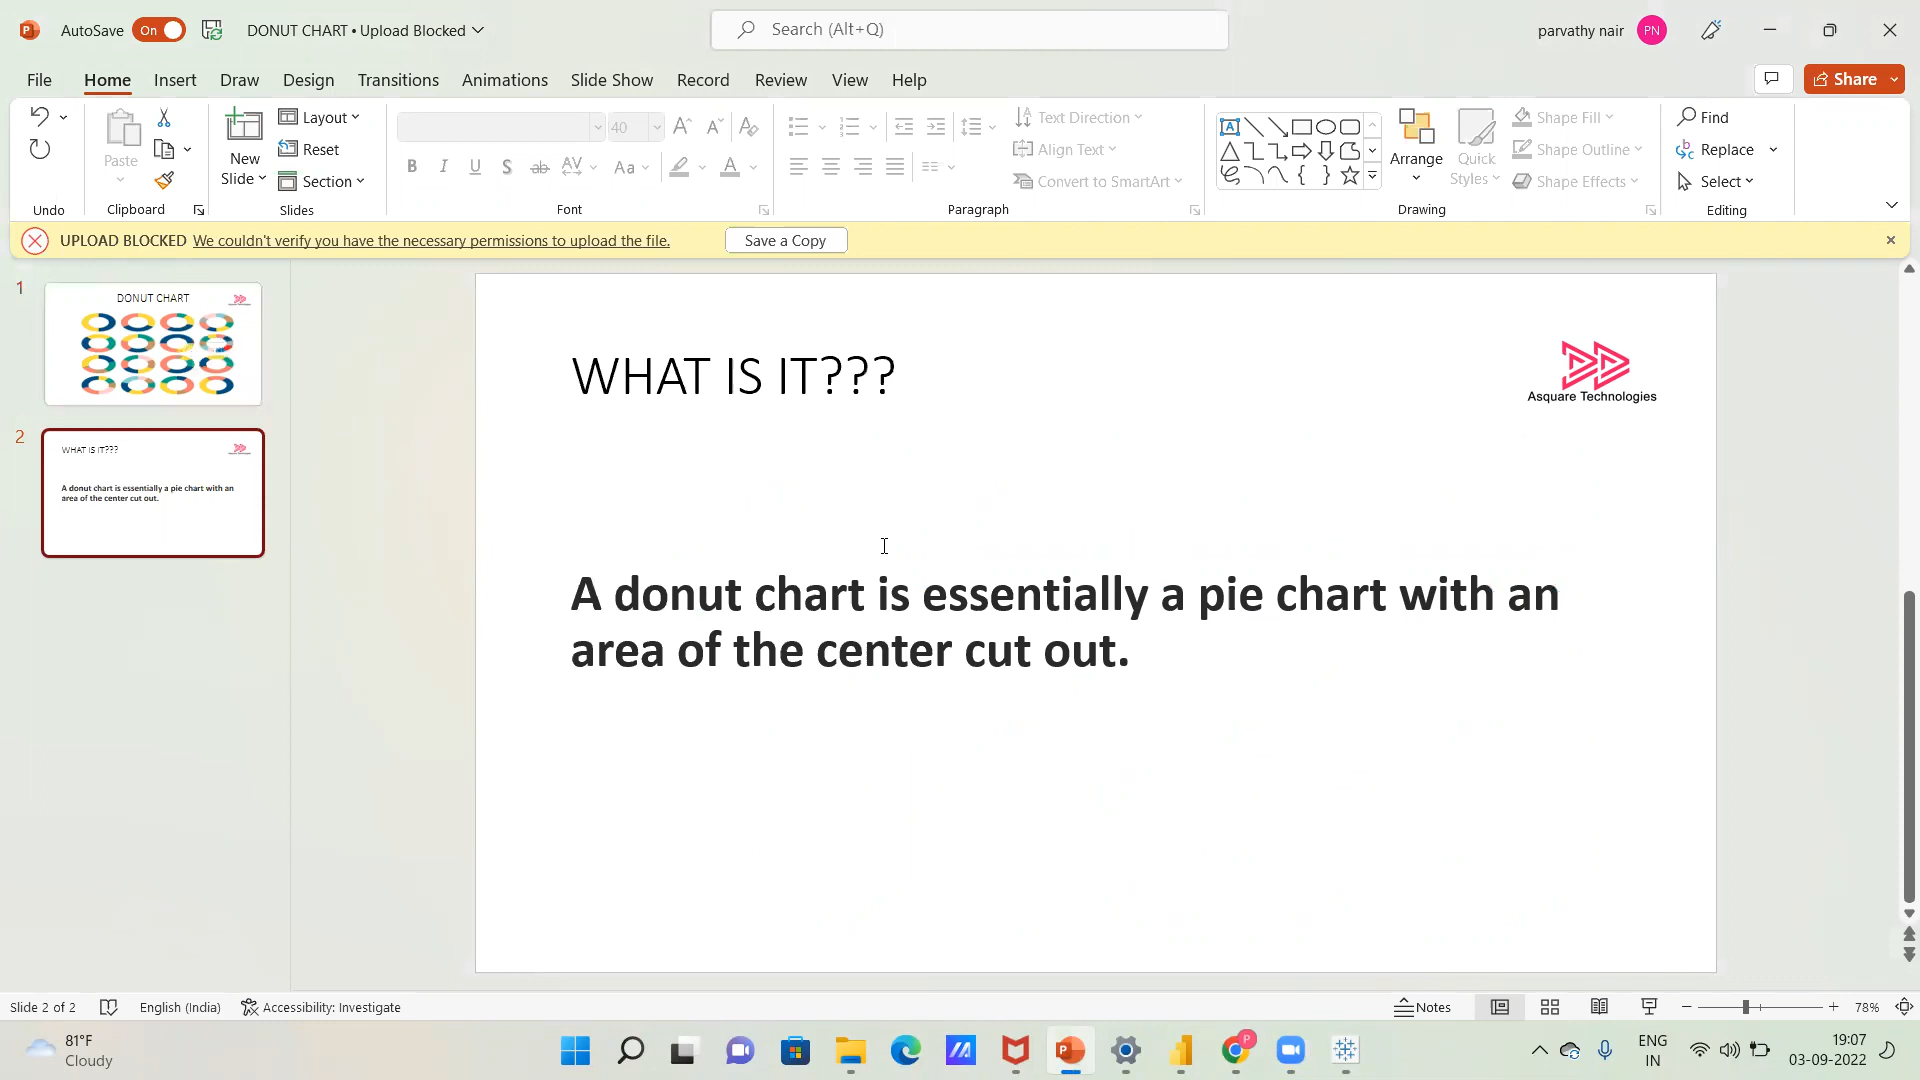 AutoSave On DONUT CHART • Upload Blocked Search (Alt+Q) parvathy nair PN
File Home Insert Draw Design Transitions Animations Slide Show Record Review View Help Share
Undo
Paste
Clipboard
New
Slide
Layout
Reset
Section
Slides
40
B I U S ab AV Aa A
Font
Text Direction
Align Text
Convert to SmartArt
Paragraph
Arrange
Quick
Styles
Shape Fill
Shape Outline
Shape Effects
Drawing
Find
Replace
Select
Editing
UPLOAD BLOCKED We couldn't verify you have the necessary permissions to upload the file. Save a Copy
1
DONUT CHART
2
WHAT IS IT???
A donut chart is essentially a pie chart with an
area of the center cut out.
WHAT IS IT???
Asquare Technologies
A donut chart is essentially a pie chart with an
area of the center cut out.
Slide 2 of 2 English (India) Accessibility: Investigate Notes 78%
81°F
Cloudy
P
ENG
IN
19:07
03-09-2022